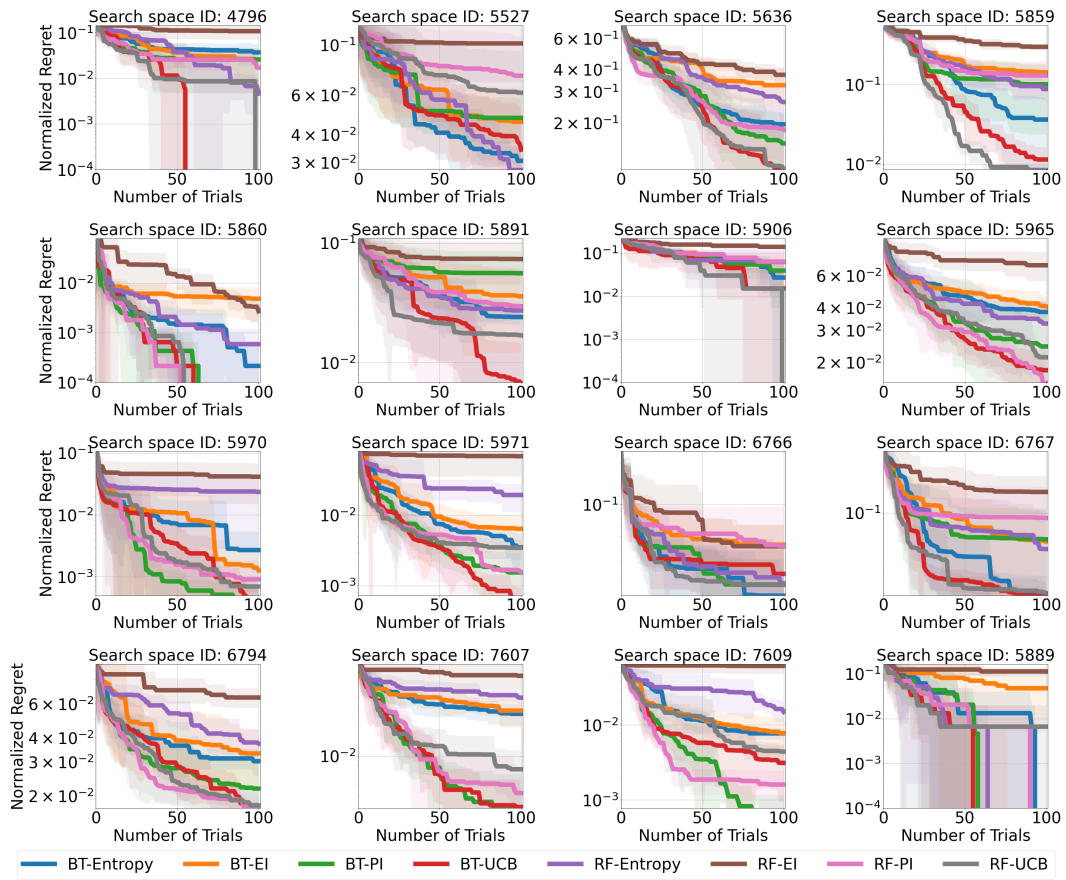 Search space ID: 4796
Search space ID: 5527
Search space ID: 5636
Search space ID: 5859
Normalized Regret
10⁻¹
10⁻²
10⁻³
10⁻⁴
0 50 100
Number of Trials
10⁻¹
6 × 10⁻²
4 × 10⁻²
3 × 10⁻²
0 50 100
Number of Trials
6 × 10⁻¹
4 × 10⁻¹
3 × 10⁻¹
2 × 10⁻¹
0 50 100
Number of Trials
10⁻¹
10⁻²
0 50 100
Number of Trials
Search space ID: 5860
Search space ID: 5891
Search space ID: 5906
Search space ID: 5965
Normalized Regret
10⁻²
10⁻³
10⁻⁴
0 50 100
Number of Trials
10⁻¹
10⁻²
0 50 100
Number of Trials
10⁻¹
10⁻²
10⁻³
10⁻⁴
0 50 100
Number of Trials
6 × 10⁻²
4 × 10⁻²
3 × 10⁻²
2 × 10⁻²
0 50 100
Number of Trials
Search space ID: 5970
Search space ID: 5971
Search space ID: 6766
Search space ID: 6767
Normalized Regret
10⁻¹
10⁻²
10⁻³
0 50 100
Number of Trials
10⁻²
10⁻³
0 50 100
Number of Trials
10⁻¹
0 50 100
Number of Trials
10⁻¹
0 50 100
Number of Trials
Search space ID: 6794
Search space ID: 7607
Search space ID: 7609
Search space ID: 5889
Normalized Regret
6 × 10⁻²
4 × 10⁻²
3 × 10⁻²
2 × 10⁻²
0 50 100
Number of Trials
10⁻²
0 50 100
Number of Trials
10⁻²
10⁻³
0 50 100
Number of Trials
10⁻¹
10⁻²
10⁻³
10⁻⁴
0 50 100
Number of Trials
BT-Entropy BT-EI BT-PI BT-UCB RF-Entropy RF-EI RF-PI RF-UCB